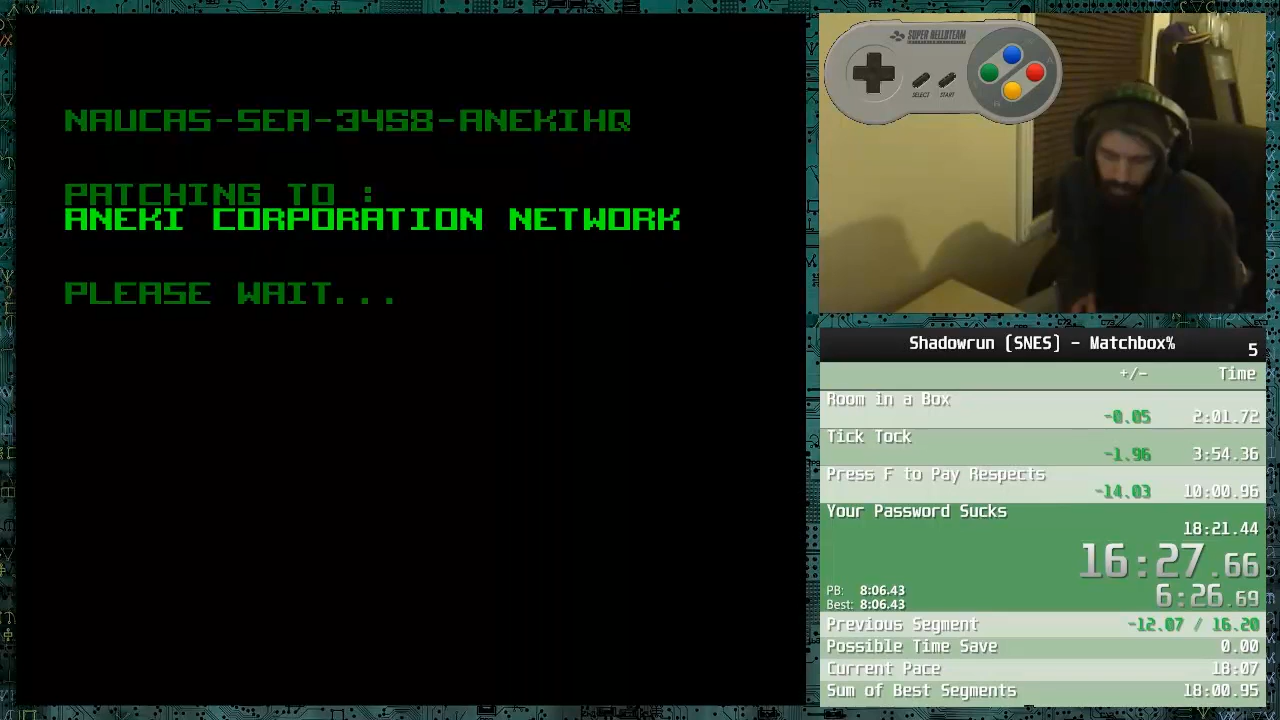 NAUCAS-SEA-3458-ANEKIHQ
PATCHING TO :
ANEKI CORPORATION NETWORK
PLEASE WAIT...
SUPER HELLOTEAM
SELECT
START
Shadowrun (SNES) - Matchbox%
5
+/- Time
Room in a Box
-0.05 2:01.72
Tick Tock
-1.96 3:54.36
Press F to Pay Respects
-14.03 10:00.96
Your Password Sucks
18:21.44
16:27.66
PB: 8:06.43
6:26.69
Best: 8:06.43
Previous Segment -12.07 / 16.20
Possible Time Save 0.00
Current Pace 18:07
Sum of Best Segments 18:00.95